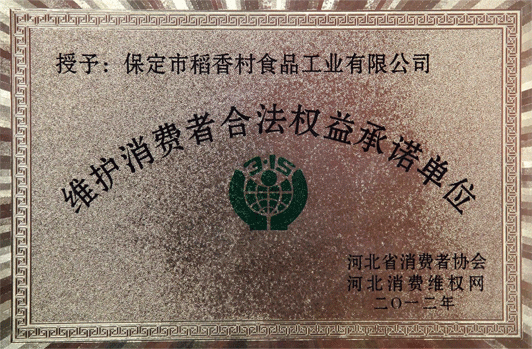 授予：保定市稻香村食品工业有限公司
维护消费者合法权益承诺单位
3·15
河北省消费者协会
河北消费维权网
二〇一二年